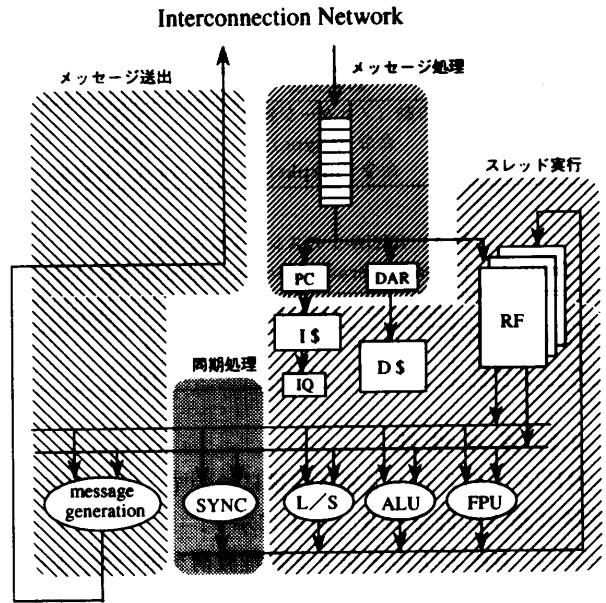 Interconnection Network
メッセージ送出
メッセージ処理
スレッド実行
PC
DAR
RF
I $
D $
同期処理
IQ
message
generation
SYNC
L／S
ALU
FPU